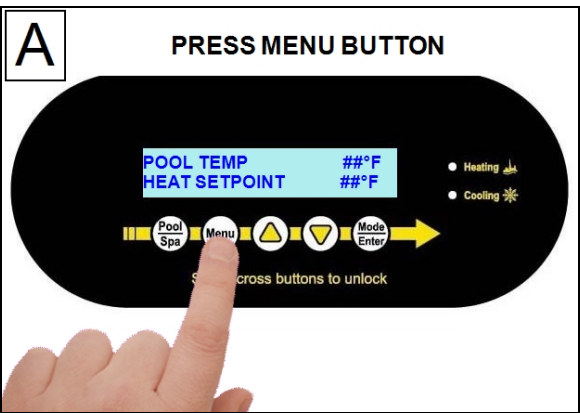 A
PRESS MENU BUTTON
POOL TEMP ##°F
HEAT SETPOINT ##°F
Heating
Cooling
Pool
Spa
Menu
Mode
Enter
cross buttons to unlock